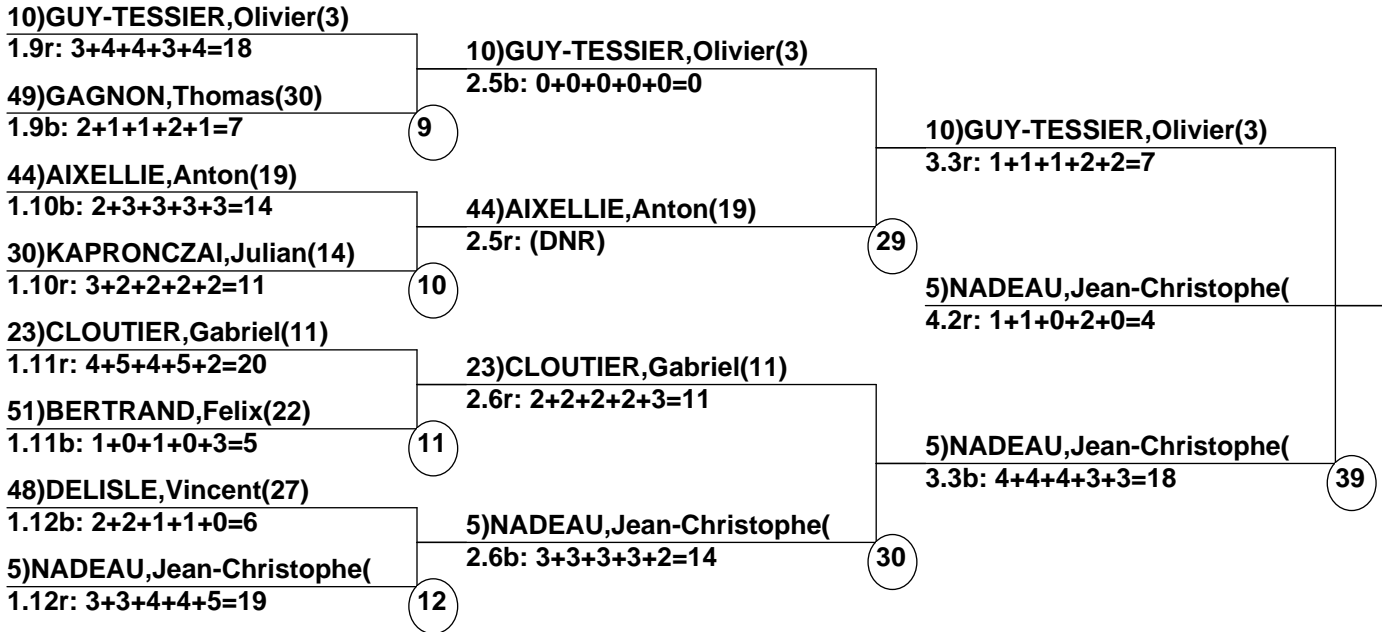 10)GUY-TESSIER,Olivier(3)
1.9r: 3+4+4+3+4=18
49)GAGNON,Thomas(30)
1.9b: 2+1+1+2+1=7
9
44)AIXELLIE,Anton(19)
1.10b: 2+3+3+3+3=14
30)KAPRONCZAI,Julian(14)
1.10r: 3+2+2+2+2=11
10
23)CLOUTIER,Gabriel(11)
1.11r: 4+5+4+5+2=20
51)BERTRAND,Felix(22)
1.11b: 1+0+1+0+3=5
11
48)DELISLE,Vincent(27)
1.12b: 2+2+1+1+0=6
5)NADEAU,Jean-Christophe(
1.12r: 3+3+4+4+5=19
12
10)GUY-TESSIER,Olivier(3)
2.5b: 0+0+0+0+0=0
44)AIXELLIE,Anton(19)
2.5r: (DNR)
29
23)CLOUTIER,Gabriel(11)
2.6r: 2+2+2+2+3=11
5)NADEAU,Jean-Christophe(
2.6b: 3+3+3+3+2=14
30
10)GUY-TESSIER,Olivier(3)
3.3r: 1+1+1+2+2=7
5)NADEAU,Jean-Christophe(
4.2r: 1+1+0+2+0=4
5)NADEAU,Jean-Christophe(
3.3b: 4+4+4+3+3=18
39